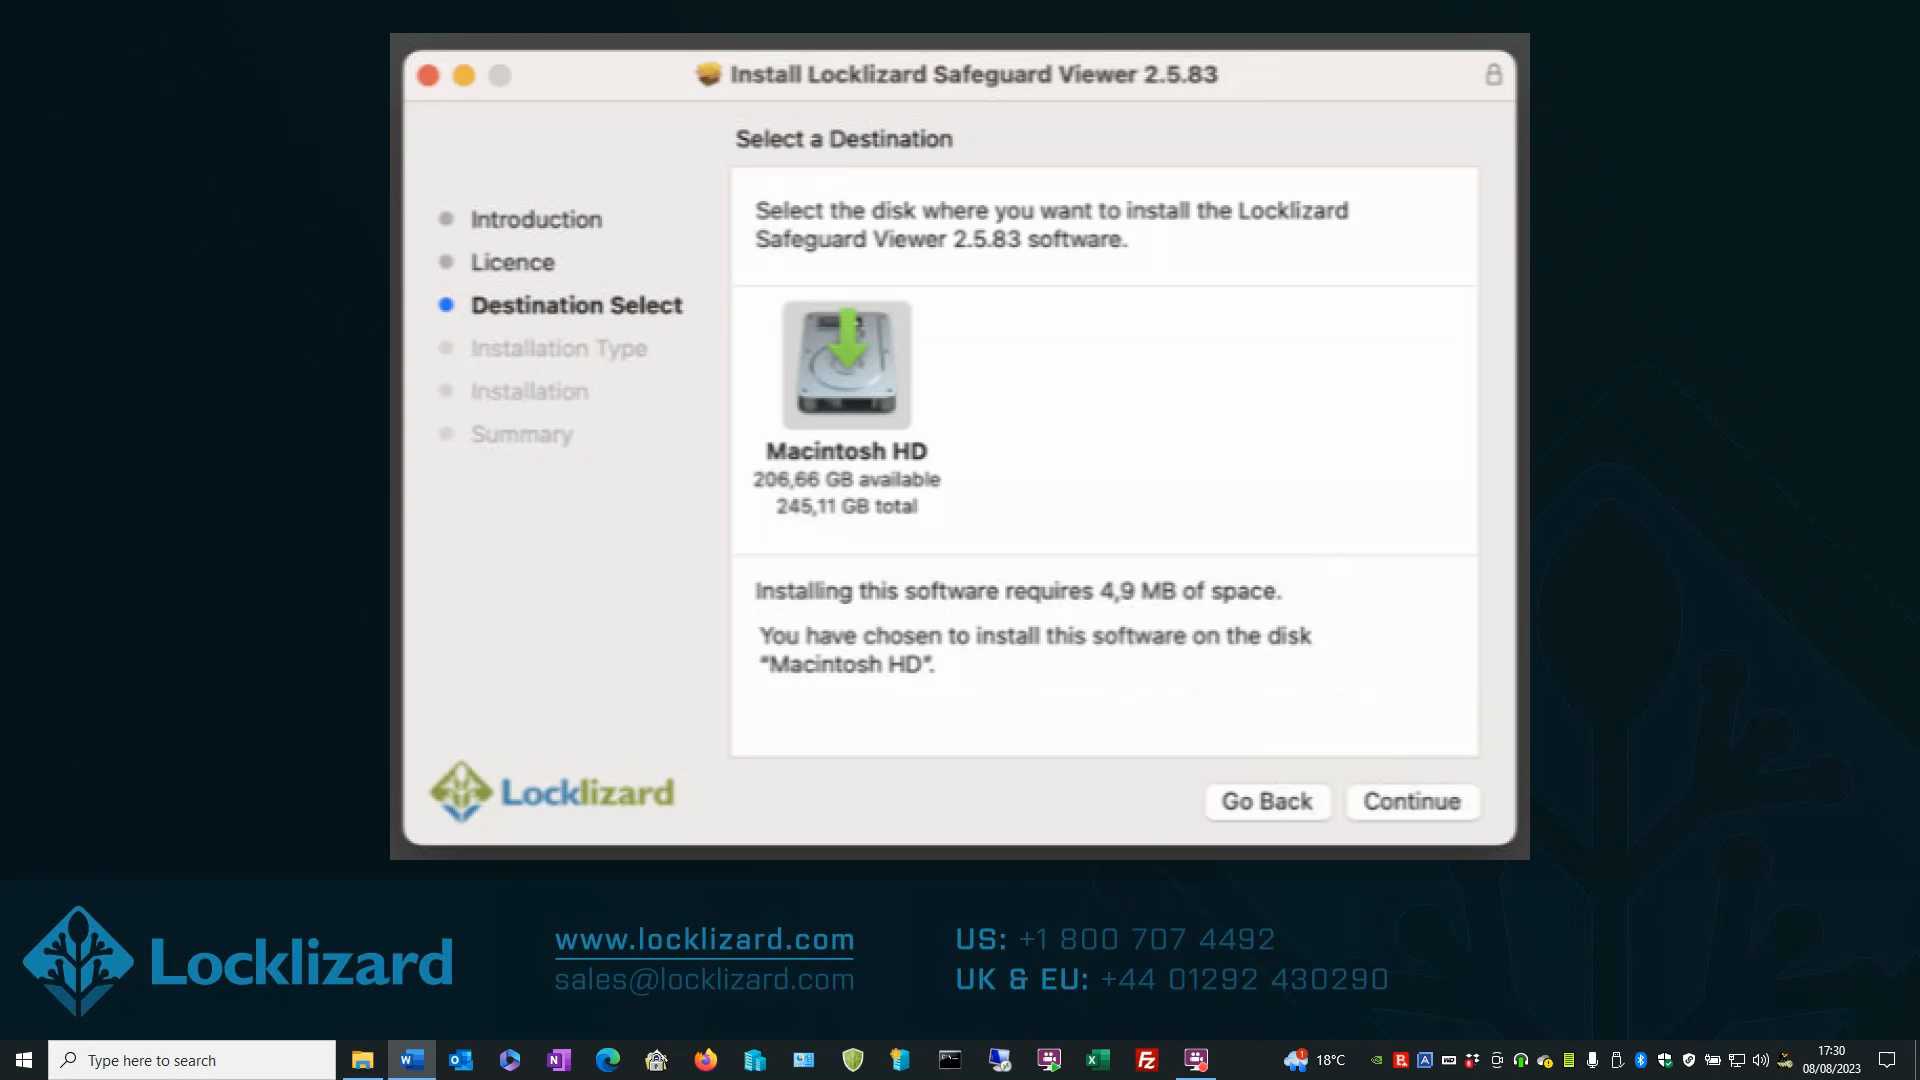 Install Locklizard Safeguard Viewer 2.5.83
Select a Destination
Introduction
Licence
Destination Select
Installation Type
Installation
Summary
Select the disk where you want to install the Locklizard
Safeguard Viewer 2.5.83 software.
Macintosh HD
206,66 GB available
245,11 GB total
Installing this software requires 4,9 MB of space.
You have chosen to install this software on the disk
“Macintosh HD”.
Locklizard
Go Back
Continue
Locklizard
www.locklizard.com
sales@locklizard.com
US: +1 800 707 4492
UK & EU: +44 01292 430290
Type here to search
18°C
17:30
08/08/2023